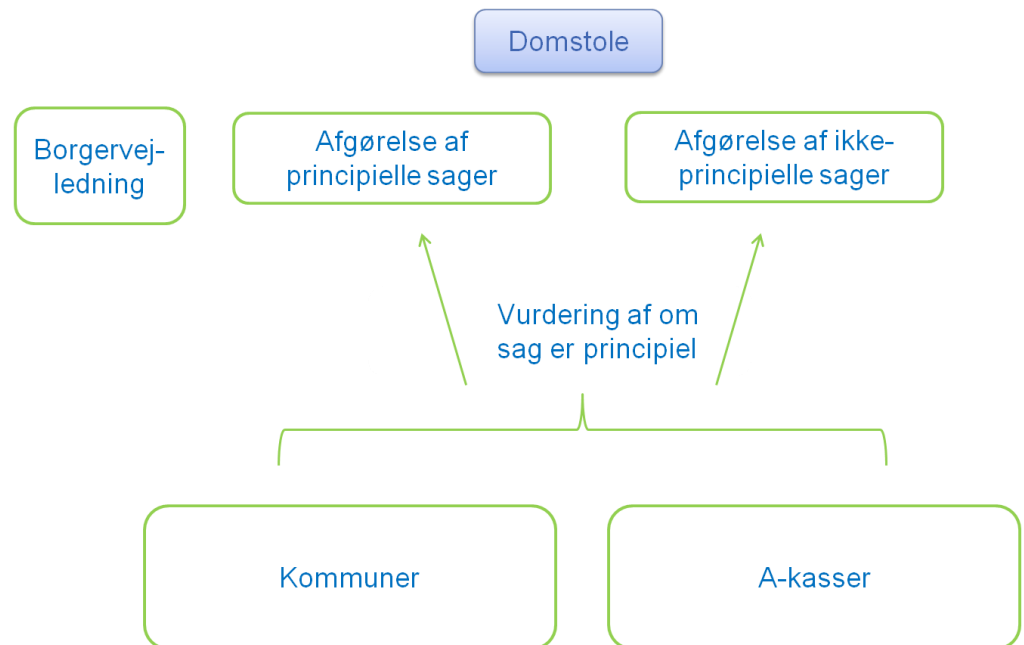 Domstole
Borgervej-
ledning
Afgørelse af
principielle sager
Afgørelse af ikke-
principielle sager
Vurdering af om
sag er principiel
Kommuner
A-kasser